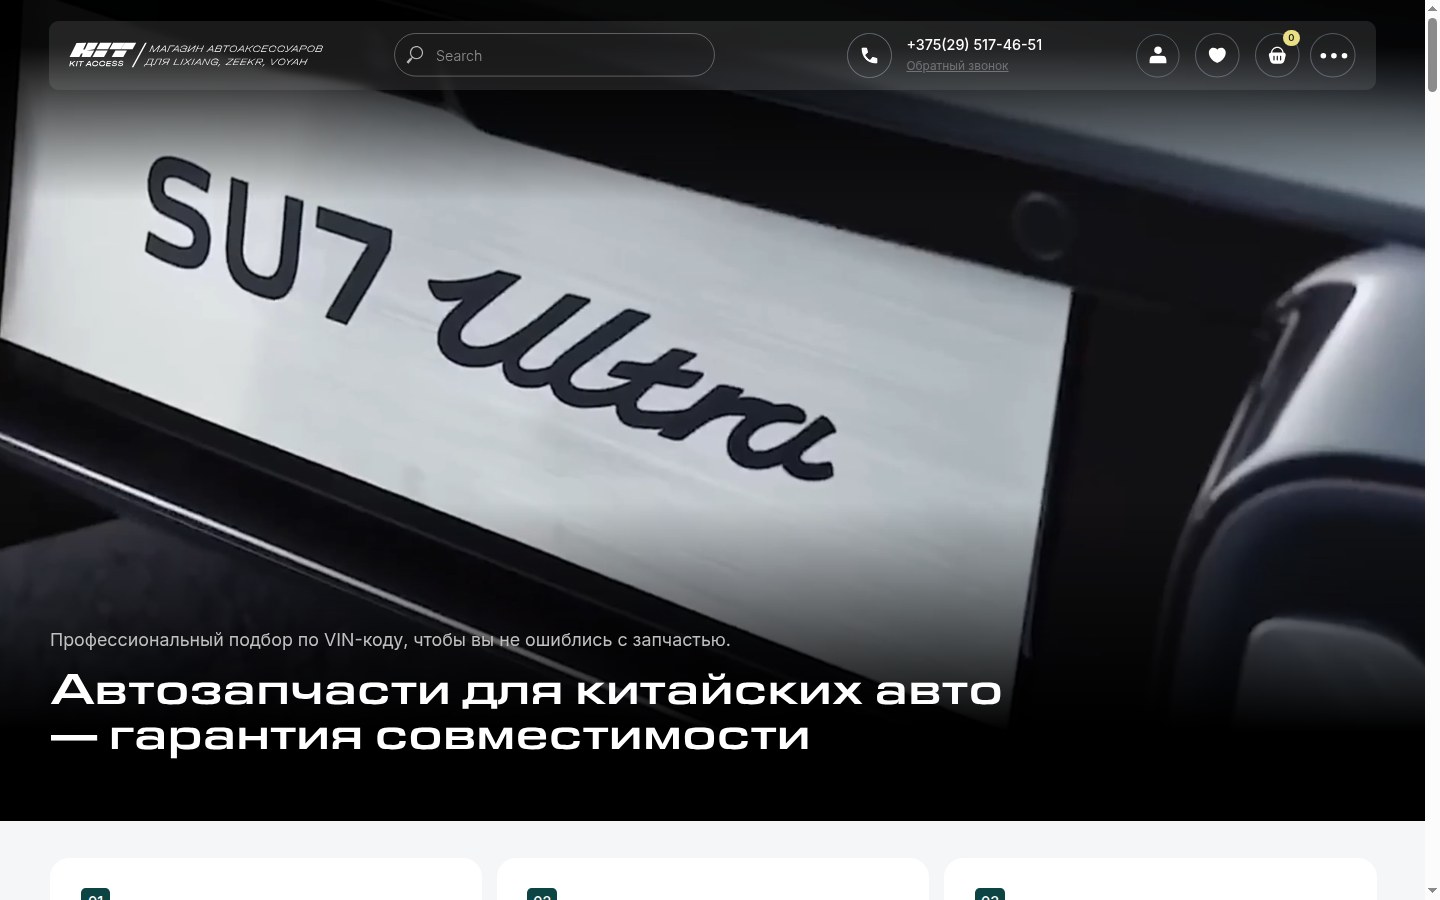 KIT
KIT ACCESS
МАГАЗИН АВТОАКСЕССУАРОВ
ДЛЯ LIXIANG, ZEEKR, VOYAH
Search
+375(29) 517-46-51
Обратный звонок
0
SU7 Ultra
Профессиональный подбор по VIN-коду, чтобы вы не ошиблись с запчастью.
Автозапчасти для китайских авто
— гарантия совместимости